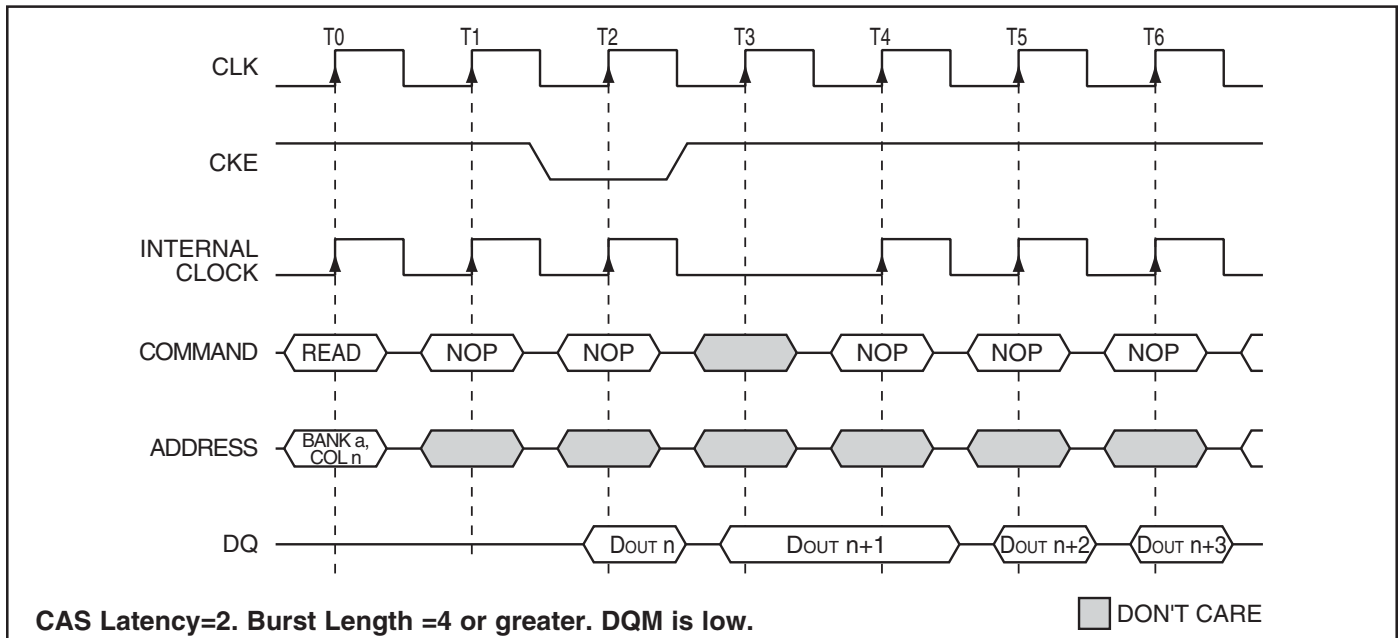 T0 T1 T2 T3 T4 T5 T6
CLK
CKE
INTERNAL
CLOCK
COMMAND READ NOP NOP NOP NOP NOP
ADDRESS BANK a,
COL n
DQ DOUT n DOUT n+1 DOUT n+2 DOUT n+3
CAS Latency=2. Burst Length =4 or greater. DQM is low.
DON'T CARE